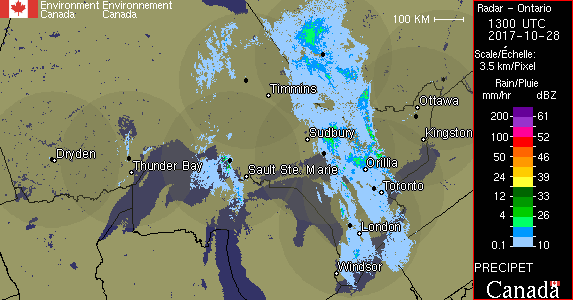 Environment Environnement
Canada Canada
100 KM
Timmins
Ottawa
Sudbury
Kingston
Dryden
Thunder Bay
Sault Ste. Marie
Orillia
Toronto
London
Windsor
Radar - Ontario
1300 UTC
2017-10-28
Scale/Échelle:
3.5 km/Pixel
Rain/Pluie
mm/hr dBZ
200 61
100 52
50 46
24 39
12 33
4 26
0.1 10
PRECIPET
Canada